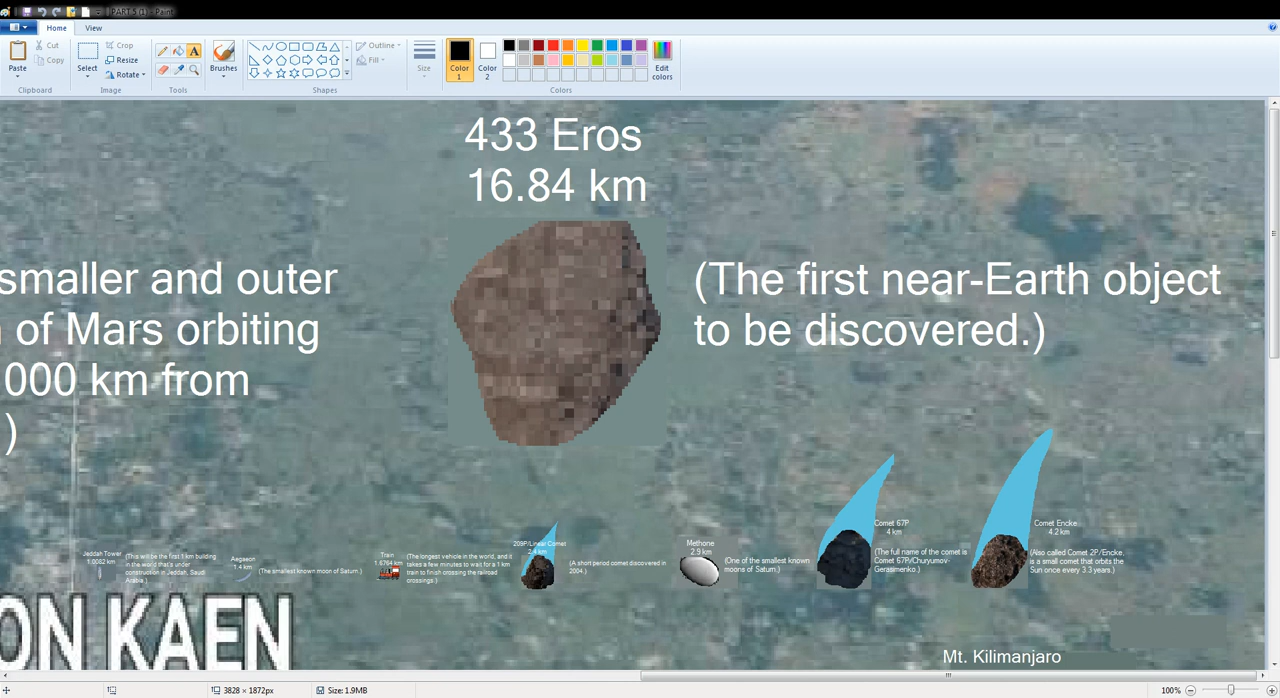 PART 5 (1) - Paint
Home
View
Paste
Cut
Copy
Clipboard
Select
Crop
Resize
Rotate
Image
Tools
Brushes
Shapes
Outline
Fill
Size
Color
1
Color
2
Edit
colors
Colors
433 Eros
16.84 km
smaller and outer
of Mars orbiting
000 km from
)
(The first near-Earth object
to be discovered.)
Jeddah Tower
1.0082 km
(This will be the first 1 km building
in the world that's under
construction in Jeddah, Saudi
Arabia.)
Aegaeon
1.4 km
(The smallest known moon of Saturn.)
Train
1.6764 km
(The longest vehicle in the world, and it
takes a few minutes to wait for a 1 km
train to finish crossing the railroad
crossings.)
209P/Linear Comet
2.4 km
(A short period comet discovered in
2004.)
Methone
2.9 km
(One of the smallest known
moons of Saturn.)
Comet 67P
4 km
(The full name of the comet is
Comet 67P/Churyumov-
Gerasimenko.)
Comet Encke
4.2 km
(Also called Comet 2P/Encke.
is a small comet that orbits the
Sun once every 3.3 years.)
ON KAEN
Mt. Kilimanjaro
3828 × 1872px
Size: 1.9MB
100%